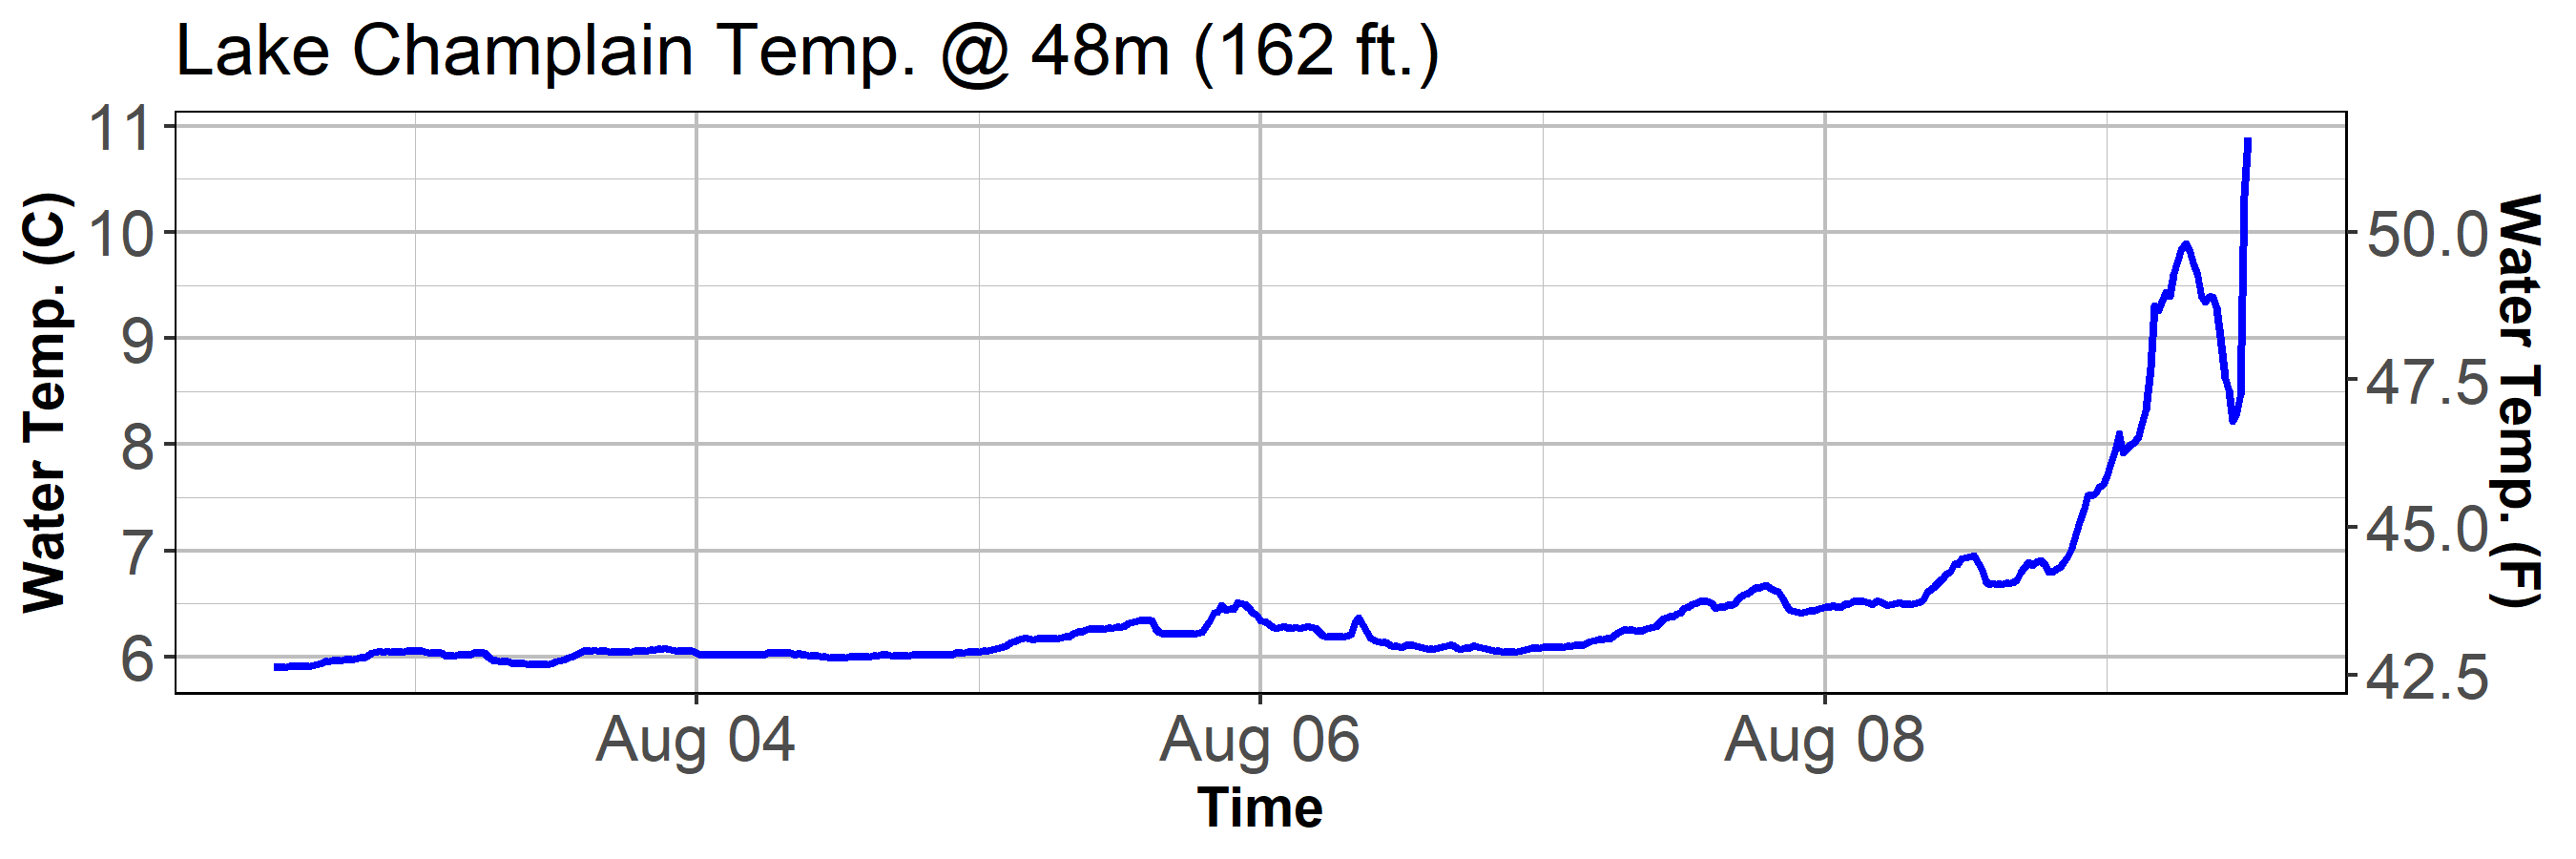 Lake Champlain Temp. @ 48m (162 ft.)
Water Temp. (C)
11
10
9
8
7
6
50.0
47.5
45.0
42.5
Water Temp. (F)
Aug 04 Aug 06 Aug 08
Time